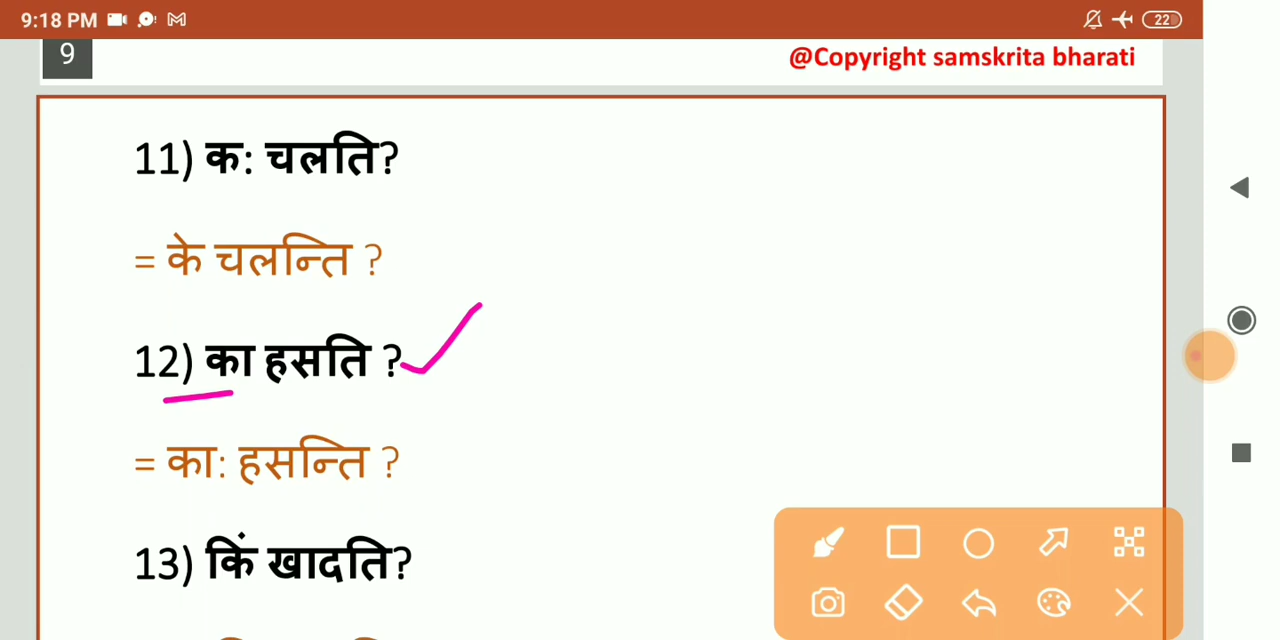 9:18 PM
22
9
@Copyright samskrita bharati
11) क: चलति?
= के चलन्ति ?
12) का हसति ?
= का: हसन्ति ?
13) किं खादति?